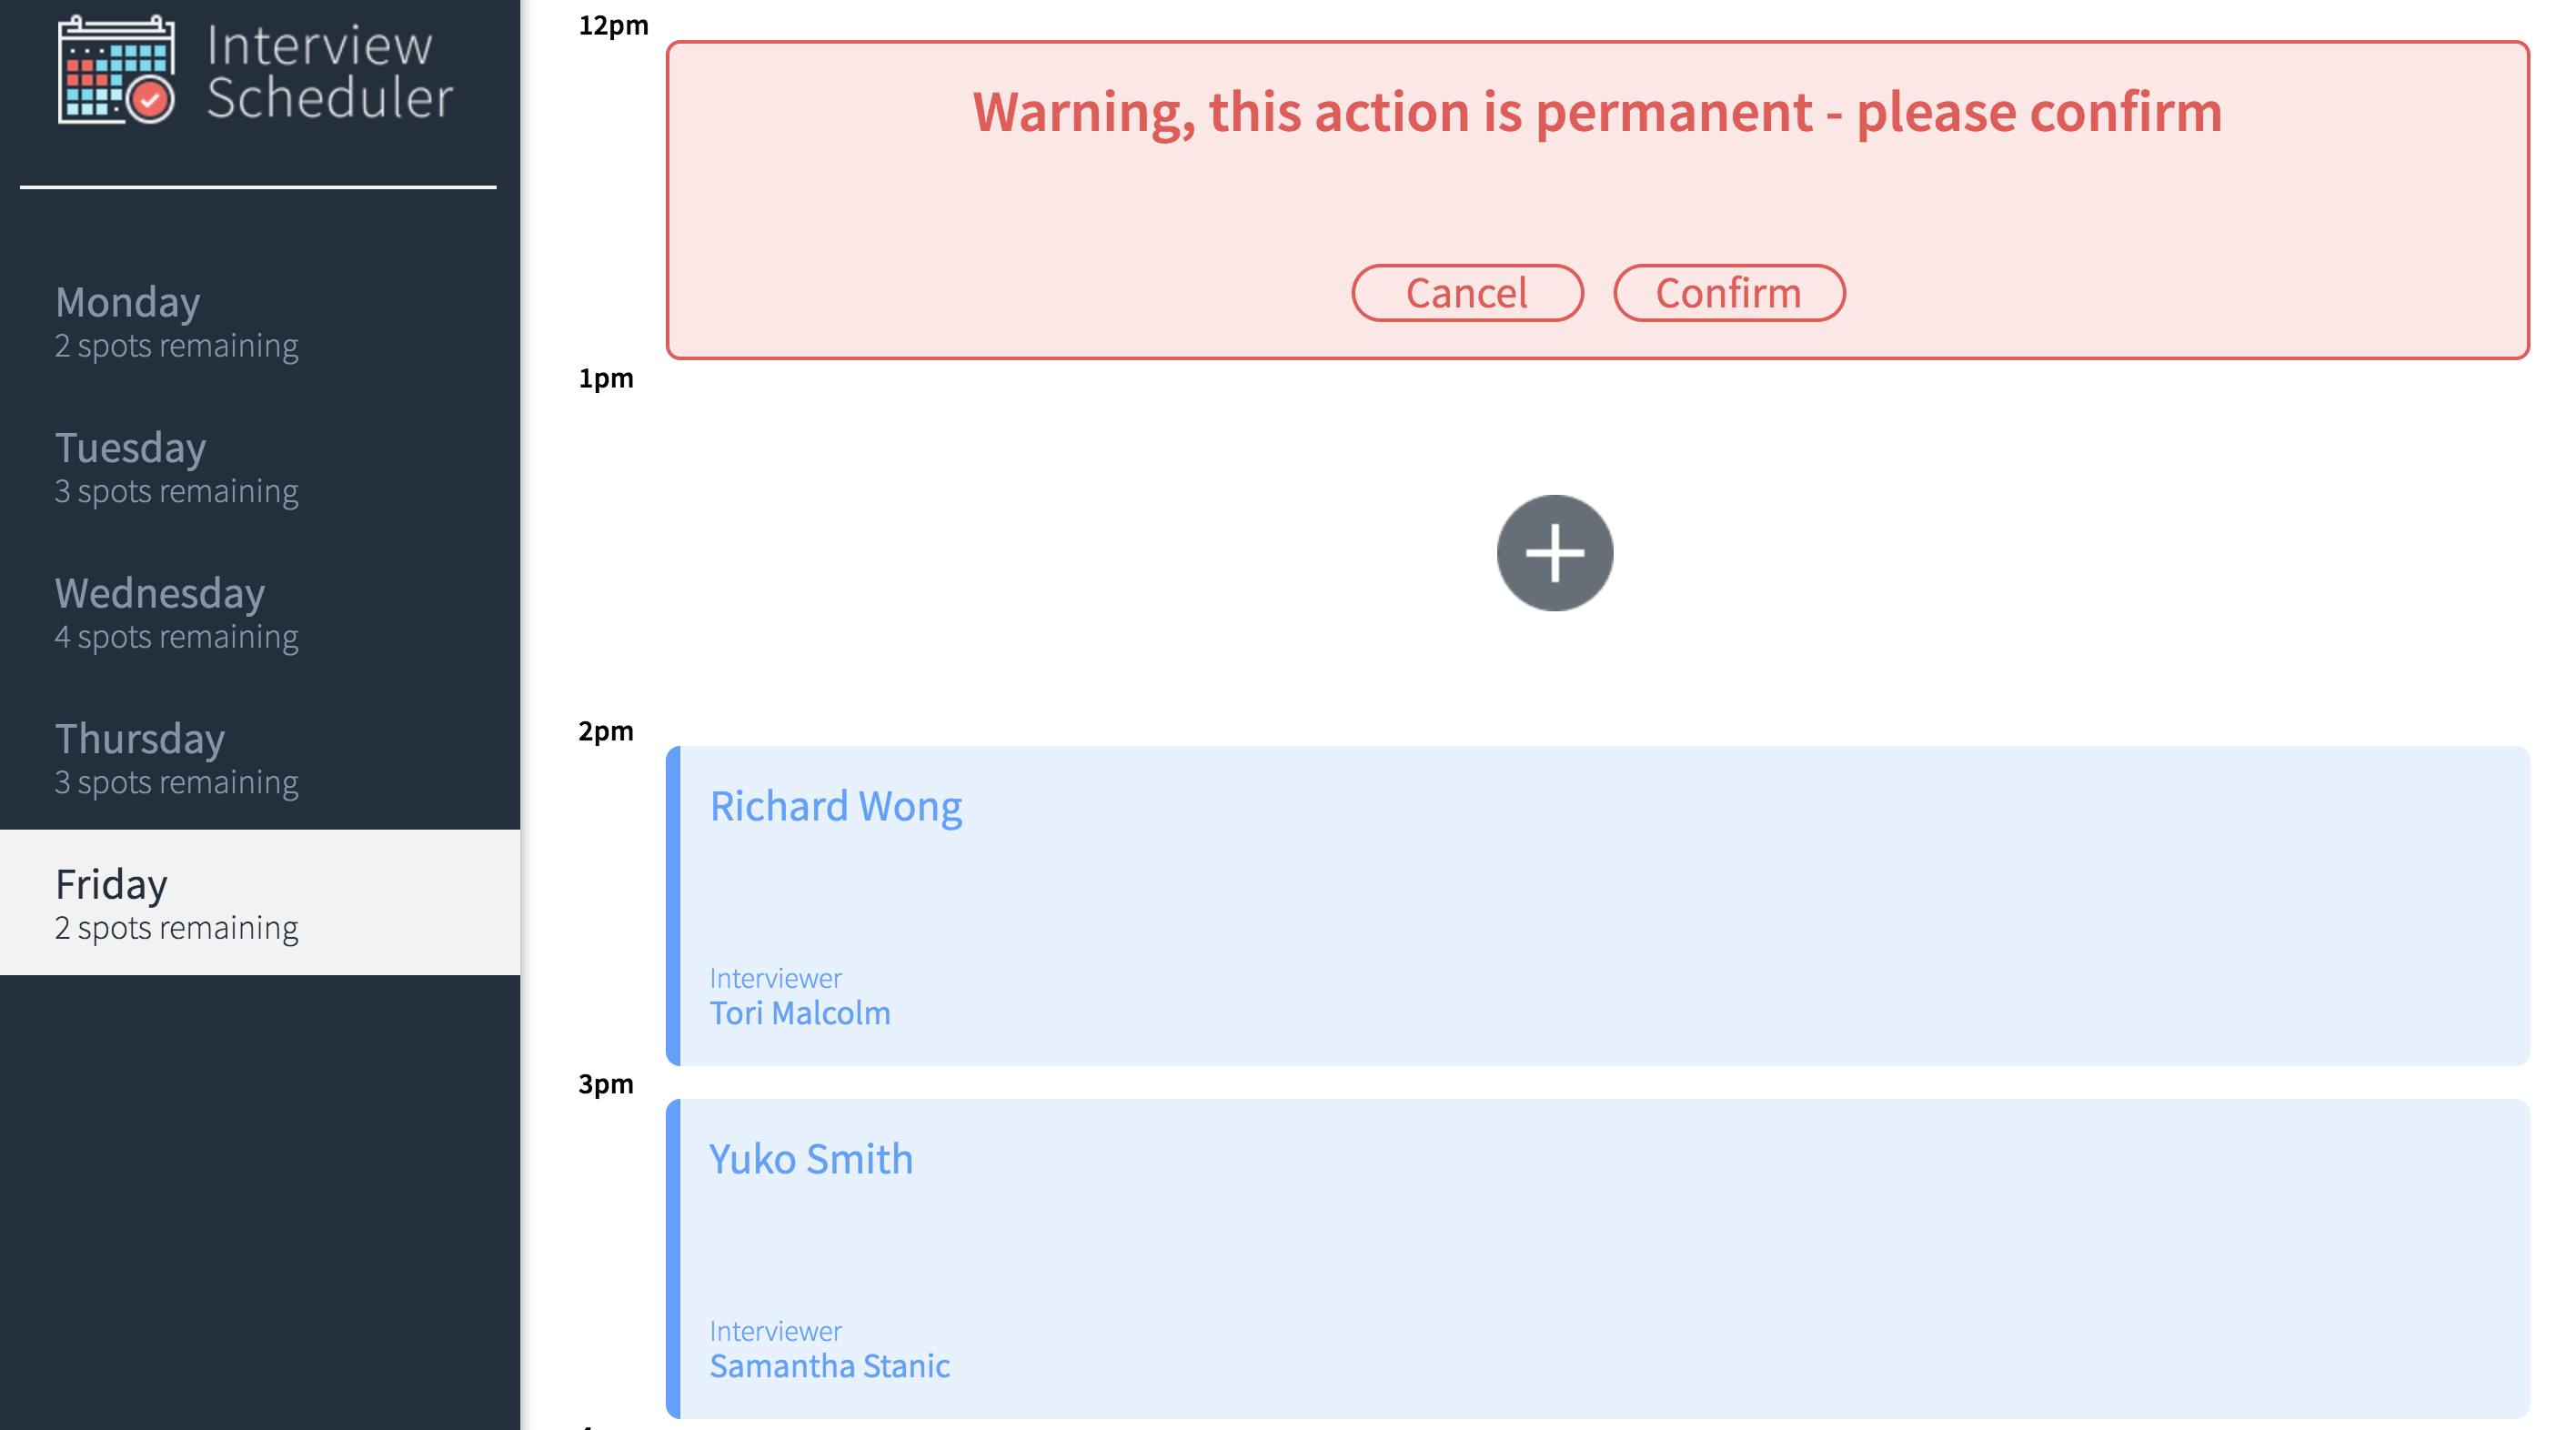 Interview
Scheduler
Monday
2 spots remaining
Tuesday
3 spots remaining
Wednesday
4 spots remaining
Thursday
3 spots remaining
Friday
2 spots remaining
12pm
Warning, this action is permanent - please confirm
Cancel
Confirm
1pm
2pm
Richard Wong
Interviewer
Tori Malcolm
3pm
Yuko Smith
Interviewer
Samantha Stanic